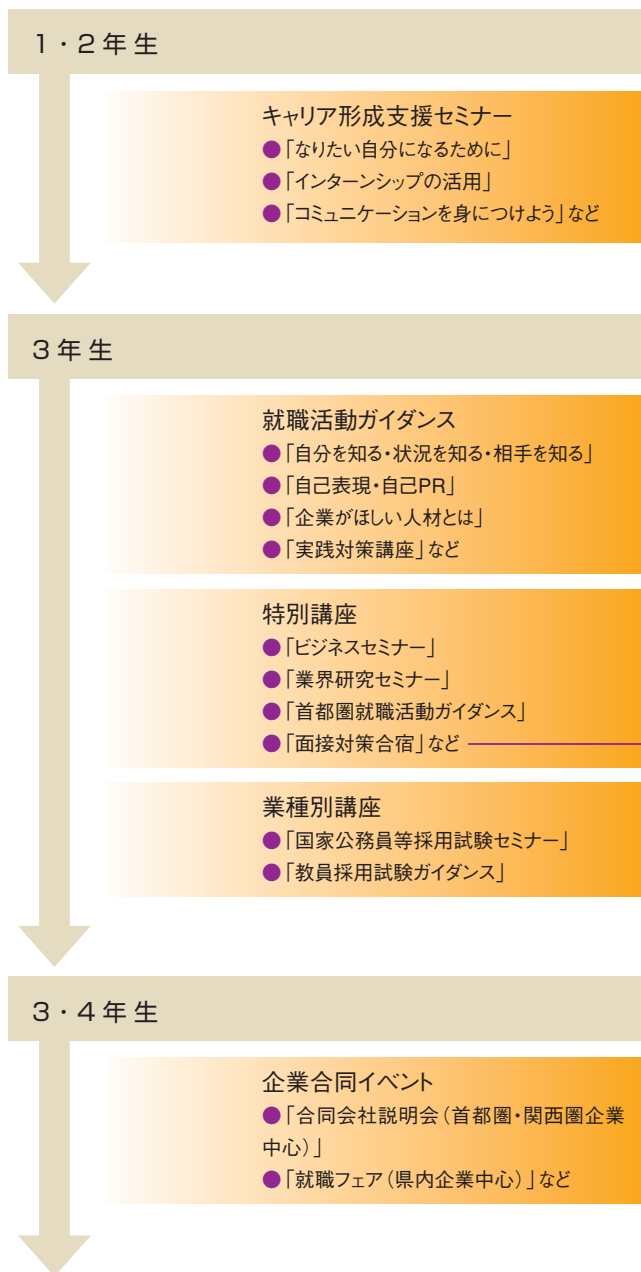 1・2年生
キャリア形成支援セミナー
●「なりたい自分になるために」
●「インターンシップの活用」
●「コミュニケーションを身につけよう」など
3年生
就職活動ガイダンス
●「自分を知る・状況を知る・相手を知る」
●「自己表現・自己PR」
●「企業がほしい人材とは」
●「実践対策講座」など
特別講座
●「ビジネスセミナー」
●「業界研究セミナー」
●「首都圏就職活動ガイダンス」
●「面接対策合宿」など
業種別講座
●「国家公務員等採用試験セミナー」
●「教員採用試験ガイダンス」
3・4年生
企業合同イベント
●「合同会社説明会（首都圏・関西圏企業
中心）」
●「就職フェア（県内企業中心）」など